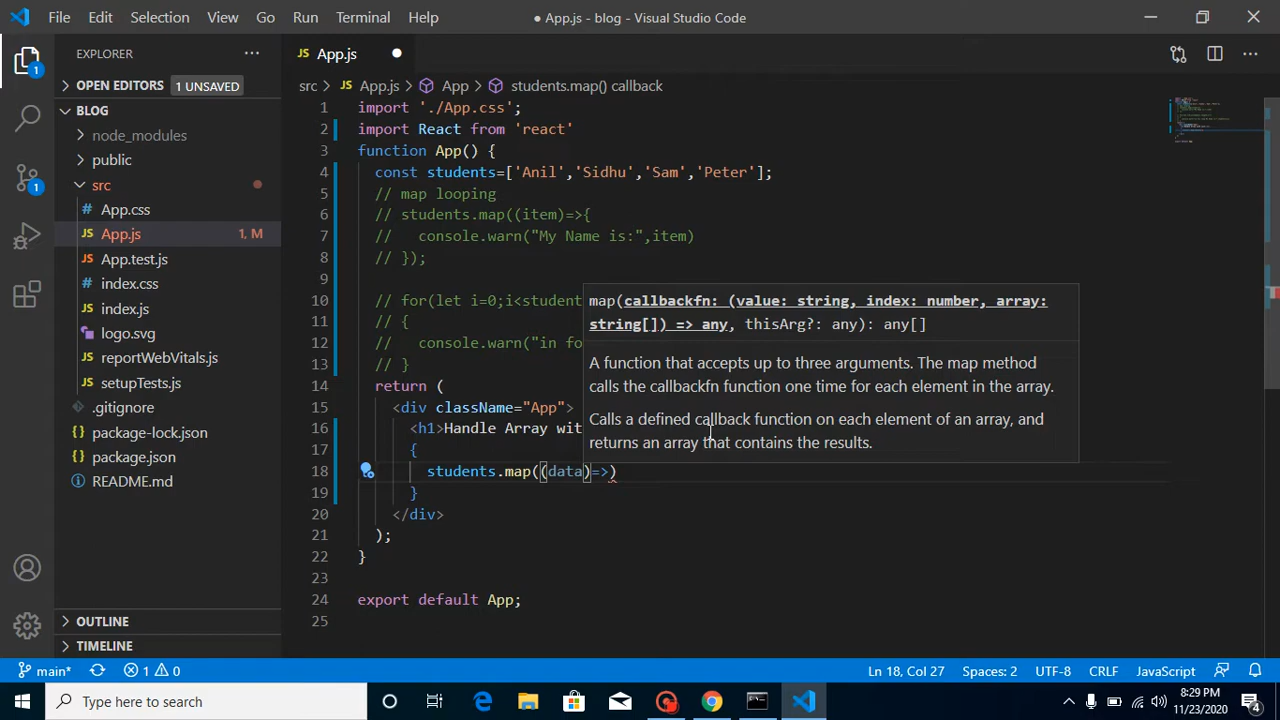 File Edit Selection View Go Run Terminal Help
● App.js - blog - Visual Studio Code
EXPLORER
OPEN EDITORS 1 UNSAVED
BLOG
node_modules
public
src
App.css
App.js 1, M
App.test.js
index.css
index.js
logo.svg
reportWebVitals.js
setupTests.js
.gitignore
package-lock.json
package.json
README.md
OUTLINE
TIMELINE
1
1
JS App.js ●
src > JS App.js > App > students.map() callback
1 import './App.css';
2 import React from 'react'
3 function App() {
4 const students=['Anil','Sidhu','Sam','Peter'];
5 // map looping
6 // students.map((item)=>{
7 // console.warn("My Name is:",item)
8 // });
9
10 // for(let i=0;i<student
11 // {
12 // console.warn("in fo
13 // }
14 return (
15 <div className="App">
16 <h1>Handle Array wit
17 {
18 students.map((data)=>)
19 }
20 </div>
21 );
22 }
23
24 export default App;
25
map(callbackfn: (value: string, index: number, array:
string[]) => any, thisArg?: any): any[]
A function that accepts up to three arguments. The map method
calls the callbackfn function one time for each element in the array.
Calls a defined callback function on each element of an array, and
returns an array that contains the results.
main* 1 0 Ln 18, Col 27 Spaces: 2 UTF-8 CRLF JavaScript
Type here to search
8:29 PM
11/23/2020
4